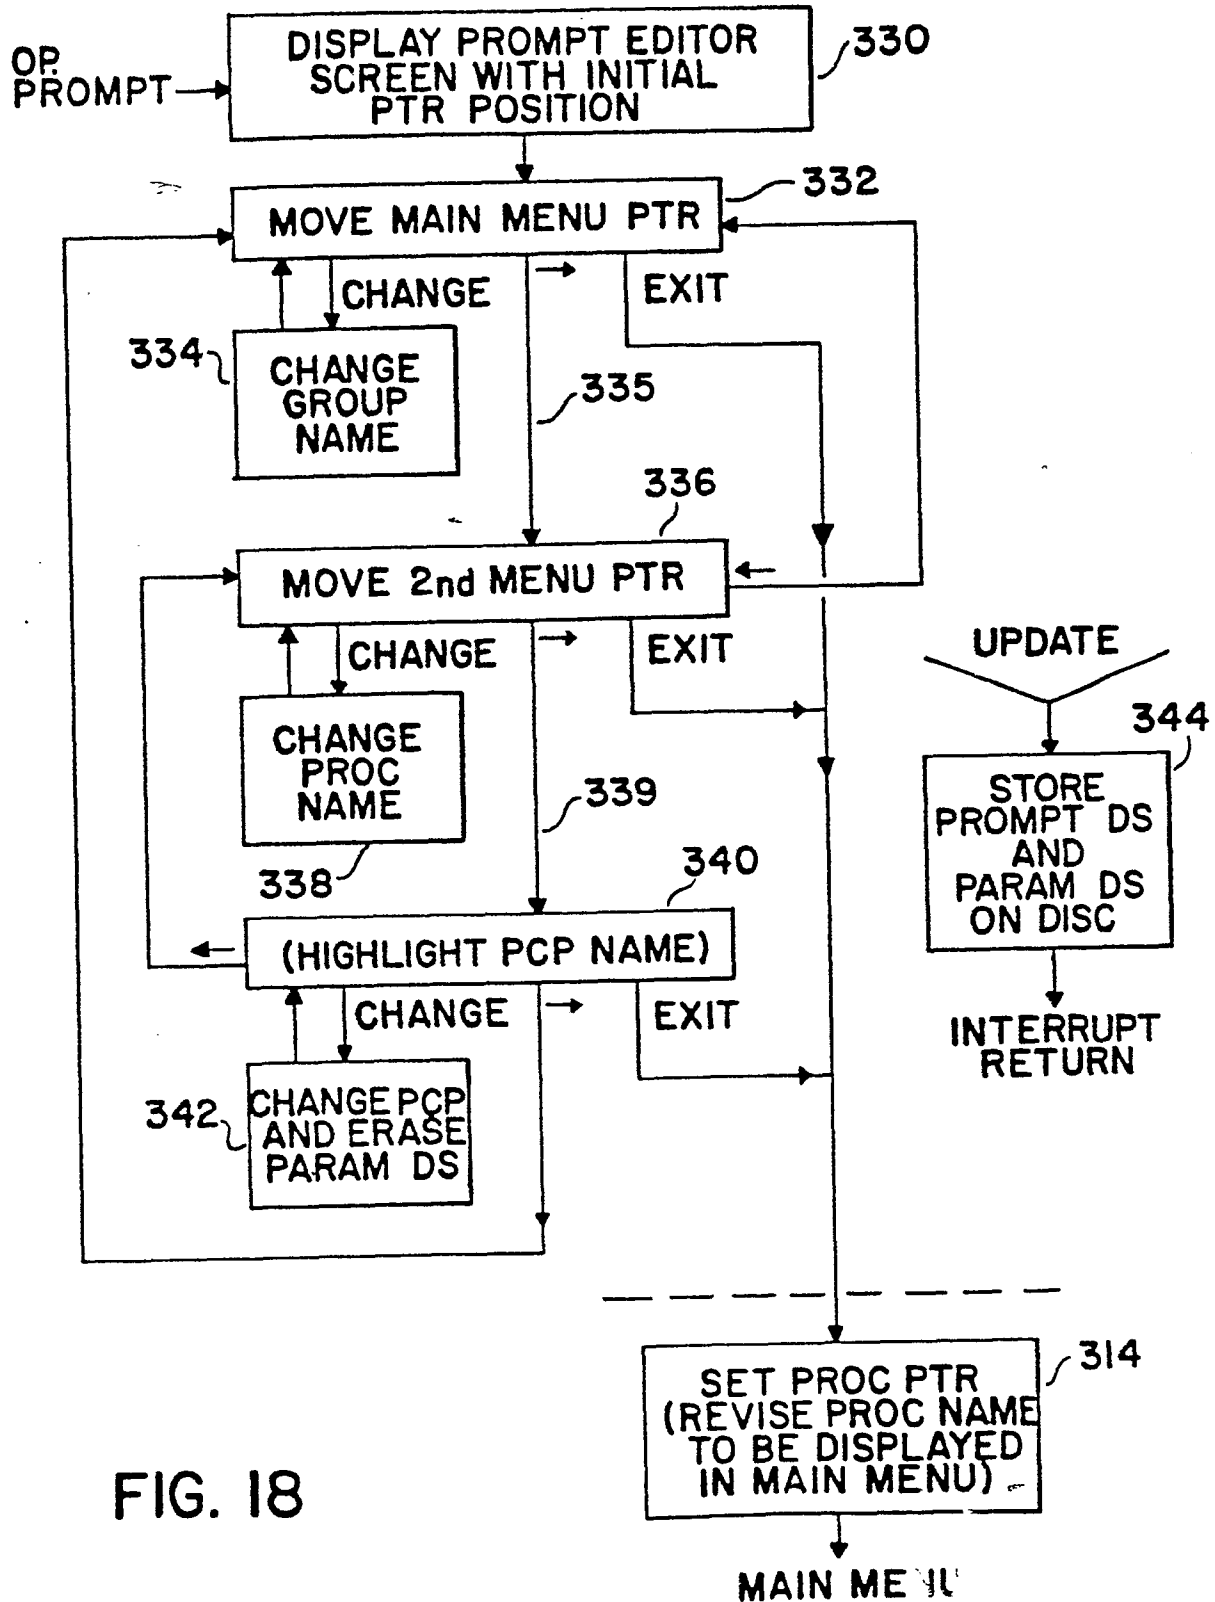 OP.
PROMPT
DISPLAY PROMPT EDITOR
SCREEN WITH INITIAL
PTR POSITION
330
MOVE MAIN MENU PTR
332
CHANGE
EXIT
334
CHANGE
GROUP
NAME
335
336
MOVE 2nd MENU PTR
CHANGE
EXIT
CHANGE
PROC
NAME
338
339
340
(HIGHLIGHT PCP NAME)
CHANGE
EXIT
342
CHANGE PCP
AND ERASE
PARAM DS
UPDATE
344
STORE
PROMPT DS
AND
PARAM DS
ON DISC
INTERRUPT
RETURN
314
SET PROC PTR
(REVISE PROC NAME
TO BE DISPLAYED
IN MAIN MENU)
MAIN MENU
FIG. 18